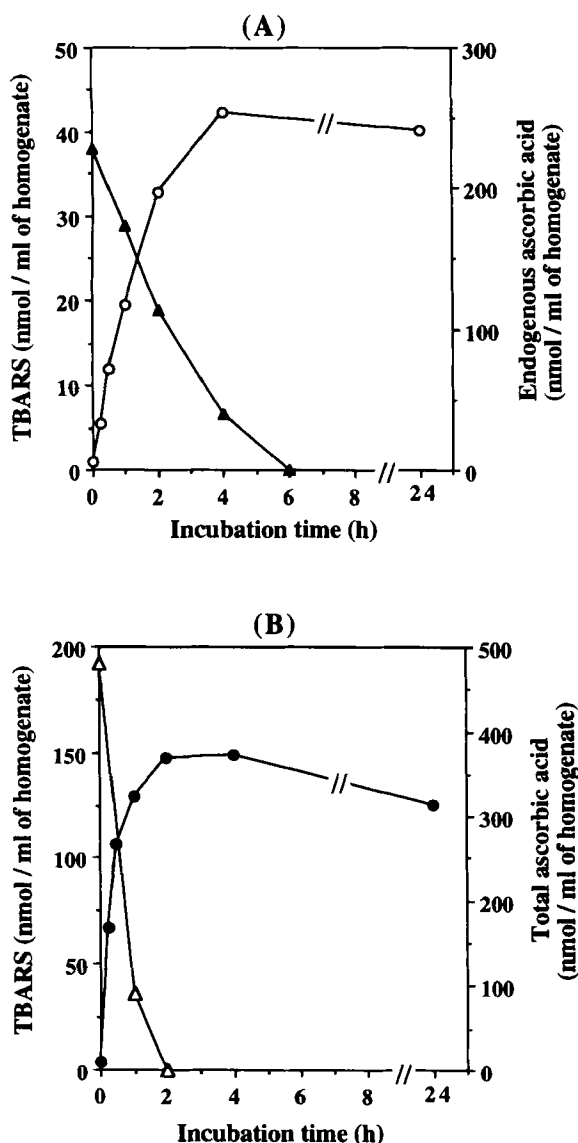 (A)
50
40
30
20
10
0
TBARS (nmol / ml of homogenate)
300
200
100
0
Endogenous ascorbic acid
(nmol / ml of homogenate)
//
//
0 2 4 6 8 24
Incubation time (h)
(B)
200
150
100
50
0
TBARS (nmol / ml of homogenate)
500
400
300
200
100
0
Total ascorbic acid
(nmol / ml of homogenate)
//
//
0 2 4 6 8 24
Incubation time (h)